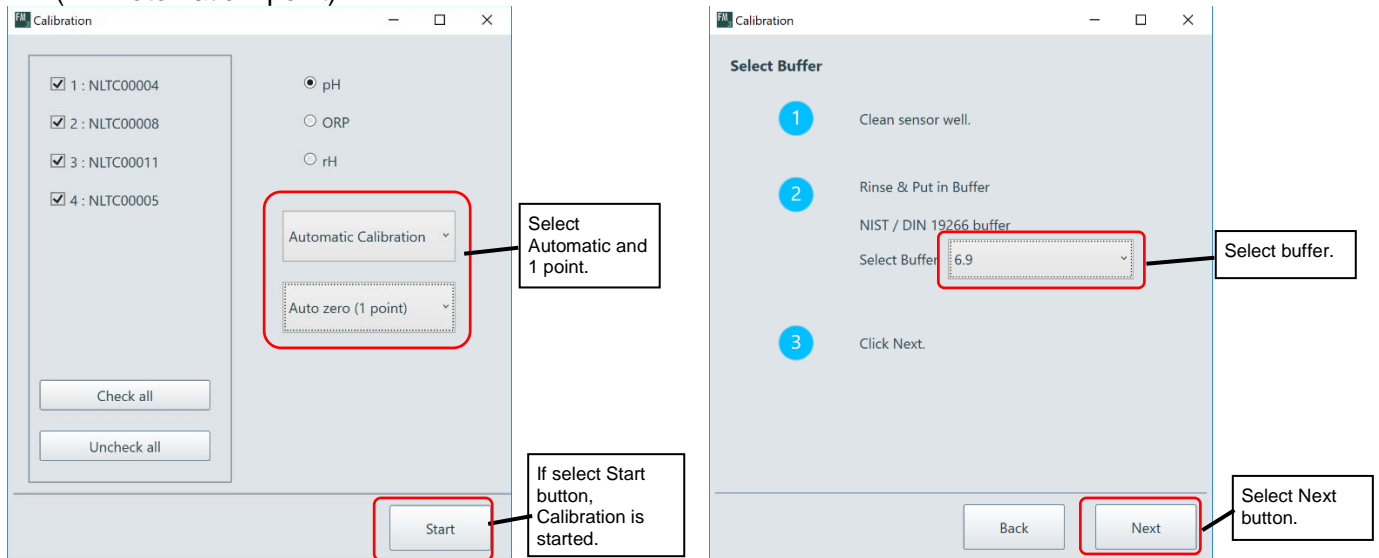 Calibration
1 : NLTC00004
2 : NLTC00008
3 : NLTC00011
4 : NLTC00005
Check all
Uncheck all
pH
ORP
rH
Automatic Calibration
Auto zero (1 point)
Start
Select
Automatic and
1 point.
If select Start
button,
Calibration is
started.
Calibration
Select Buffer
1
Clean sensor well.
2
Rinse & Put in Buffer
NIST / DIN 19266 buffer
Select Buffer 6.9
3
Click Next.
Back
Next
Select buffer.
Select Next
button.